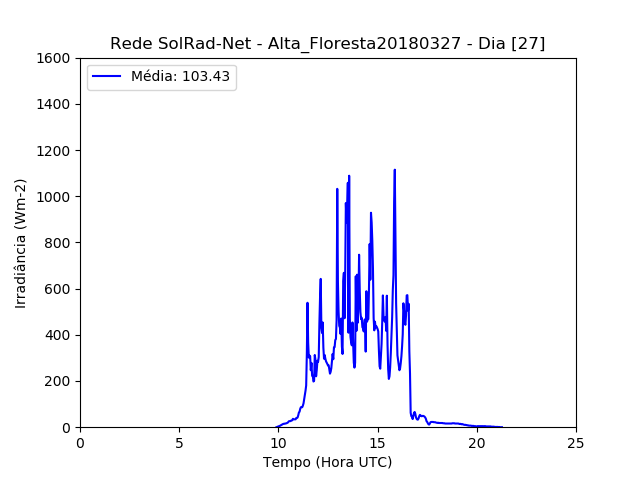 Rede SolRad-Net - Alta_Floresta20180327 - Dia [27]
Média: 103.43
Irradiância (Wm-2)
1600
1400
1200
1000
800
600
400
200
0
0 5 10 15 20 25
Tempo (Hora UTC)